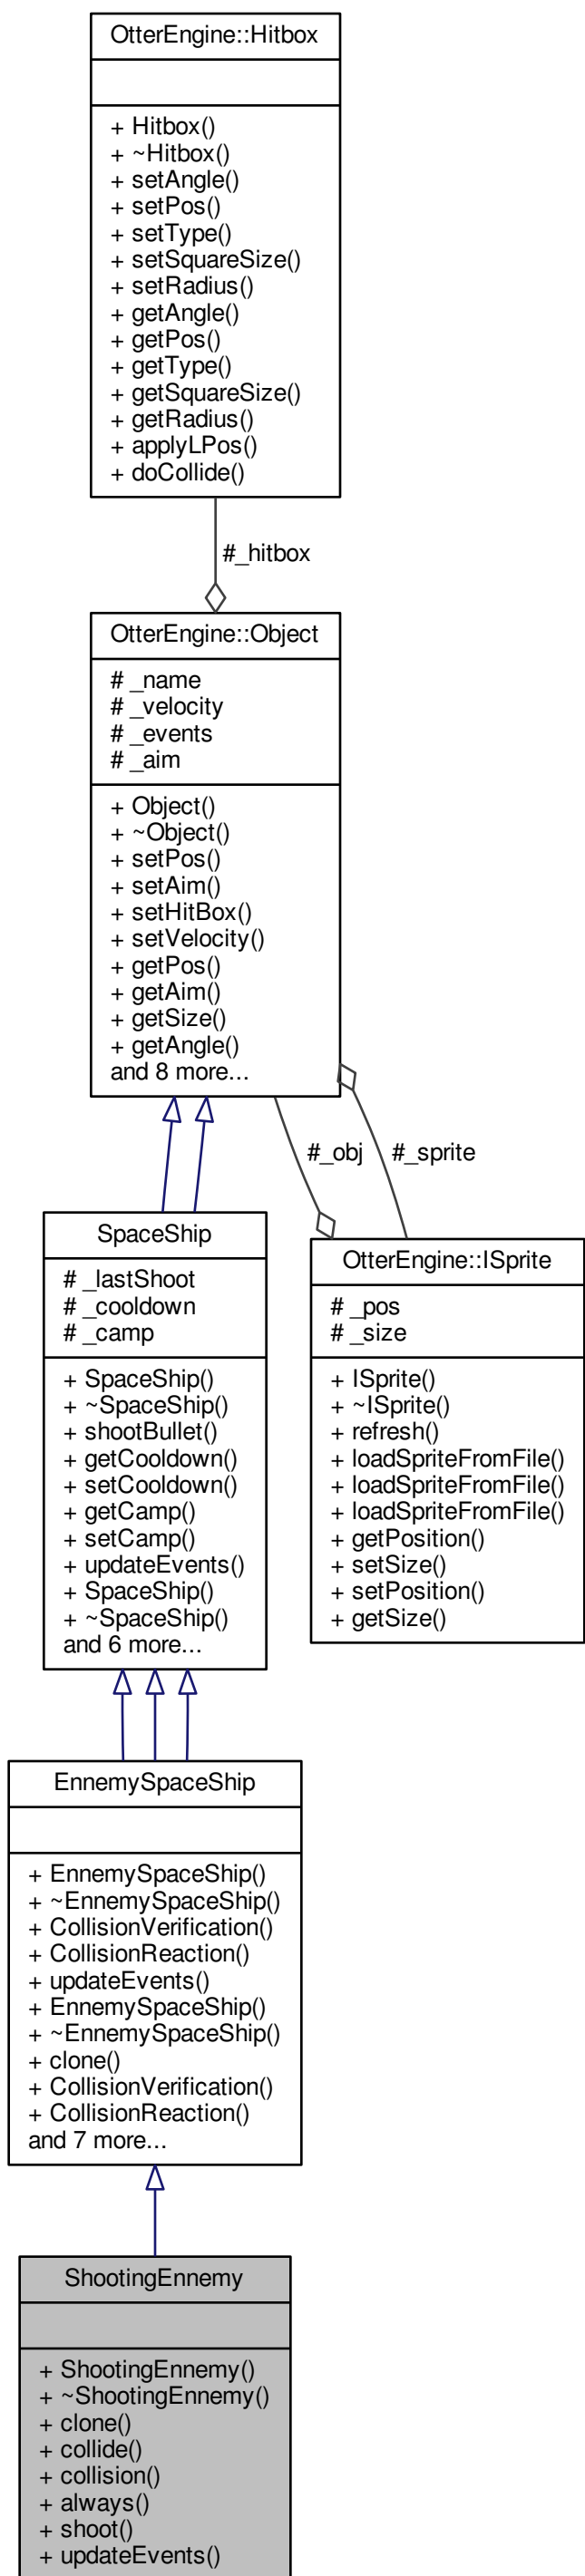 OtterEngine::Hitbox
+ Hitbox()
+ ~Hitbox()
+ setAngle()
+ setPos()
+ setType()
+ setSquareSize()
+ setRadius()
+ getAngle()
+ getPos()
+ getType()
+ getSquareSize()
+ getRadius()
+ applyLPos()
+ doCollide()
#_hitbox
OtterEngine::Object
# _name
# _velocity
# _events
# _aim
+ Object()
+ ~Object()
+ setPos()
+ setAim()
+ setHitBox()
+ setVelocity()
+ getPos()
+ getAim()
+ getSize()
+ getAngle()
and 8 more...
#_obj
#_sprite
SpaceShip
# _lastShoot
# _cooldown
# _camp
+ SpaceShip()
+ ~SpaceShip()
+ shootBullet()
+ getCooldown()
+ setCooldown()
+ getCamp()
+ setCamp()
+ updateEvents()
+ SpaceShip()
+ ~SpaceShip()
and 6 more...
OtterEngine::ISprite
# _pos
# _size
+ ISprite()
+ ~ISprite()
+ refresh()
+ loadSpriteFromFile()
+ loadSpriteFromFile()
+ loadSpriteFromFile()
+ getPosition()
+ setSize()
+ setPosition()
+ getSize()
EnnemySpaceShip
+ EnnemySpaceShip()
+ ~EnnemySpaceShip()
+ CollisionVerification()
+ CollisionReaction()
+ updateEvents()
+ EnnemySpaceShip()
+ ~EnnemySpaceShip()
+ clone()
+ CollisionVerification()
+ CollisionReaction()
and 7 more...
ShootingEnnemy
+ ShootingEnnemy()
+ ~ShootingEnnemy()
+ clone()
+ collide()
+ collision()
+ always()
+ shoot()
+ updateEvents()